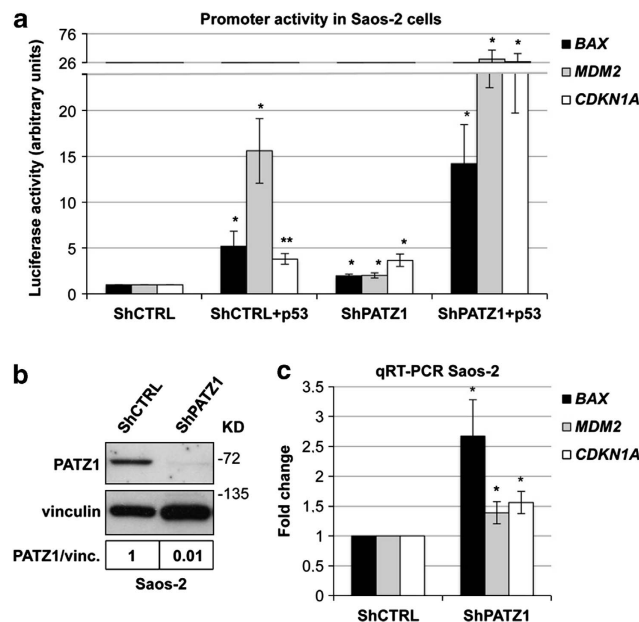 a
Promoter activity in Saos-2 cells
Luciferase activity (arbitrary units)
76
26
20
15
10
5
0
* ** * * * * * * *
ShCTRL ShCTRL+p53 ShPATZ1 ShPATZ1+p53
BAX
MDM2
CDKN1A
b
ShCTRL ShPATZ1
KD
PATZ1 -72
-135
vinculin
PATZ1/vinc. 1 0.01
Saos-2
c
qRT-PCR Saos-2
Fold change
3.5
3
2.5
2
1.5
1
0.5
0
* * *
ShCTRL ShPATZ1
BAX
MDM2
CDKN1A